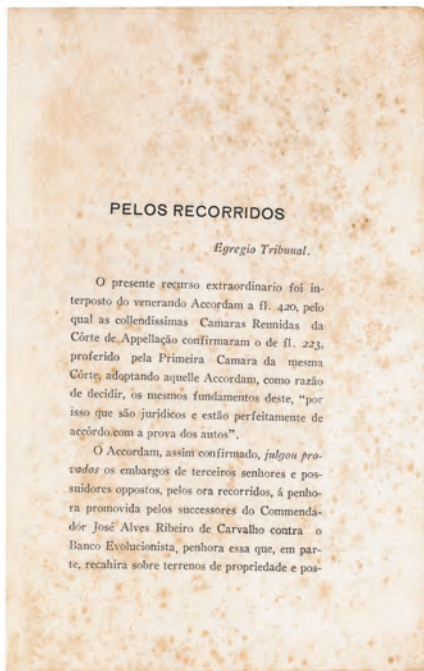 PELOS RECORRIDOS
Egregio Tribunal.
O presente recurso extraordinario foi in-
terposto do venerando Accordam a fl. 420, pelo
qual as collendissimas Camaras Reunidas da
Côrte de Appellação confirmaram o de fl. 223,
proferido pela Primeira Camara da mesma
Côrte, adoptando aquelle Accordam, como razão
de decidir, os mesmos fundamentos deste, “por
isso que são juridicos e estão perfeitamente de
accôrdo com a prova dos autos”.
O Accordam, assim confirmado, julgou pro-
vados os embargos de terceiros senhores e pos-
suidores oppostos, pelos ora recorridos, á penho-
ra promovida pelos successores do Commenda-
dôr José Alves Ribeiro de Carvalho contra o
Banco Evolucionista, penhora essa que, em par-
te, recahira sobre terrenos de propriedade e pos-